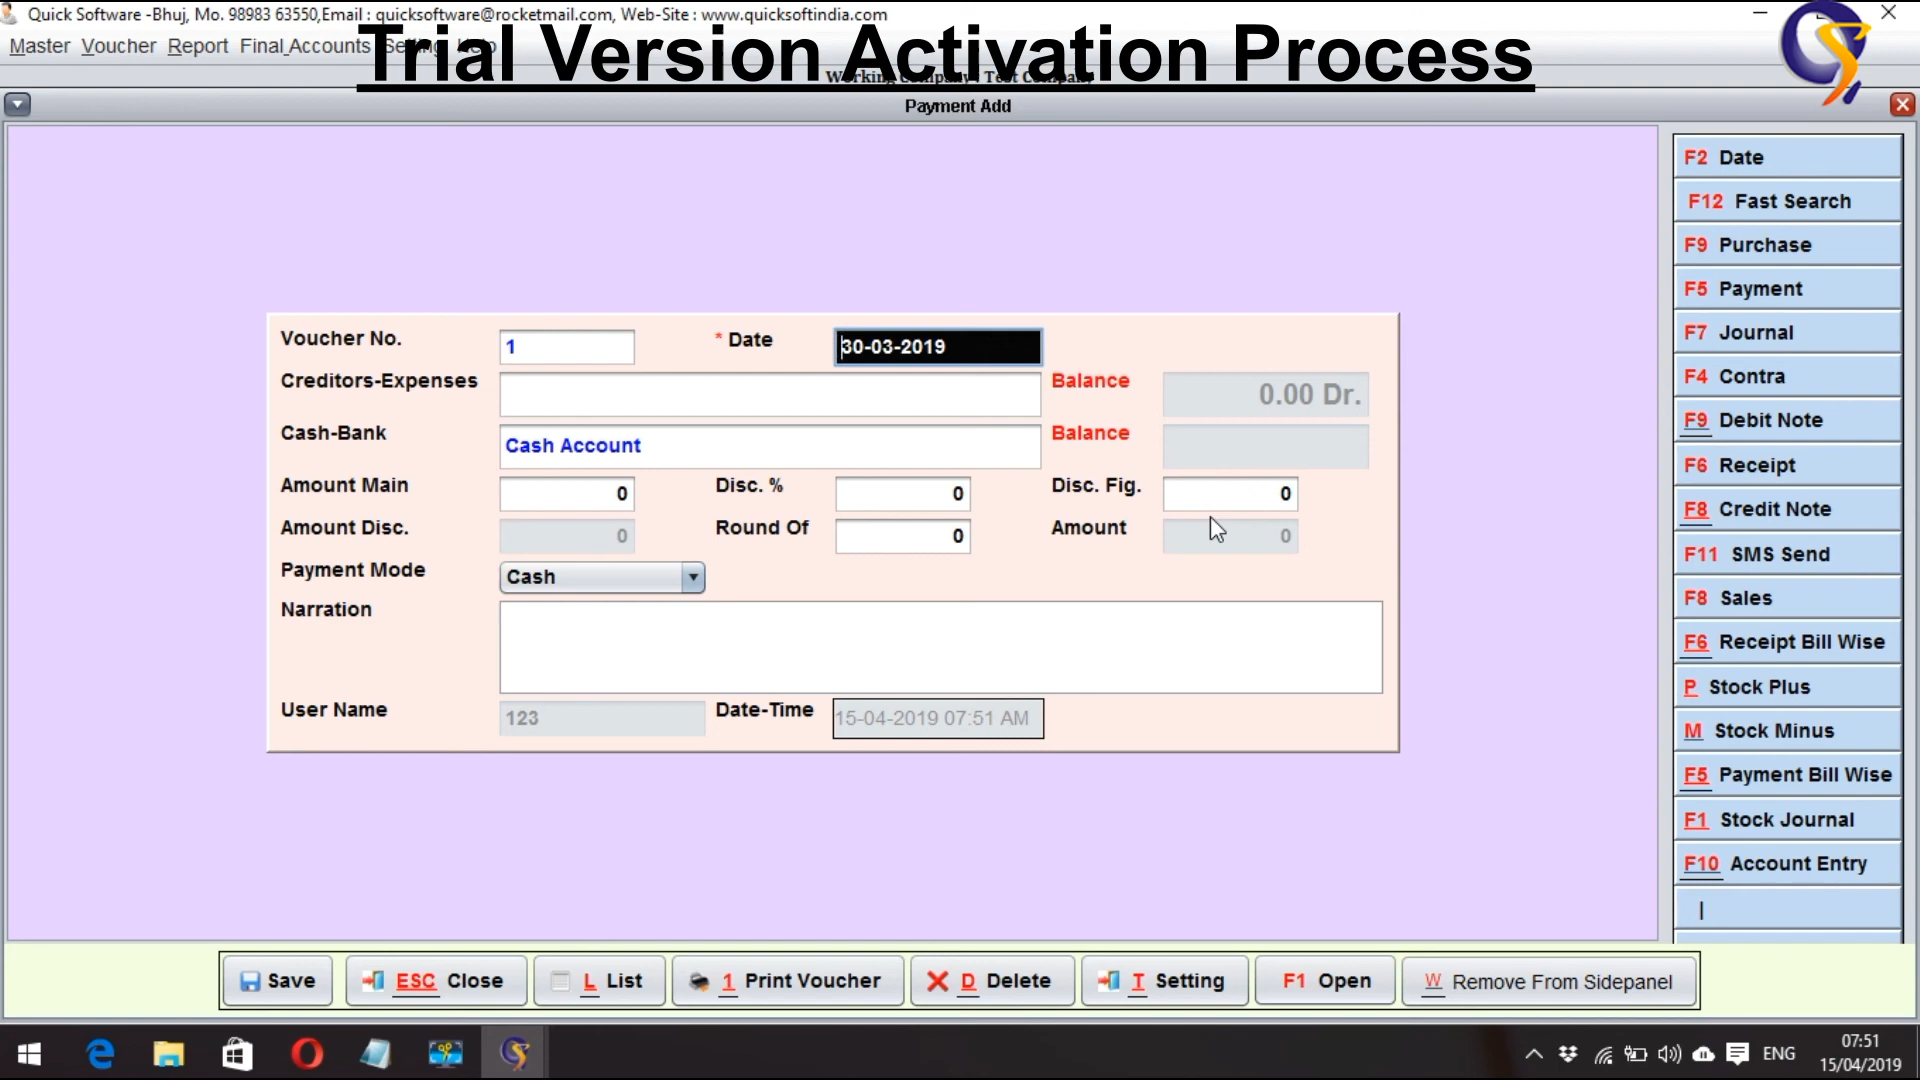 Quick Software -Bhuj, Mo. 98983 63550,Email : quicksoftware@rocketmail.com, Web-Site : www.quicksoftindia.com
Master Voucher Report Final_Accounts Setting Help
Trial Version Activation Process
Working Company : Test Company
Payment Add
Voucher No. 1 * Date 30-03-2019
Creditors-Expenses Balance 0.00 Dr.
Cash-Bank Cash Account Balance
Amount Main 0 Disc. % 0 Disc. Fig. 0
Amount Disc. 0 Round Of 0 Amount 0
Payment Mode Cash
Narration
User Name 123 Date-Time 15-04-2019 07:51 AM
F2 Date
F12 Fast Search
F9 Purchase
F5 Payment
F7 Journal
F4 Contra
F9 Debit Note
F6 Receipt
F8 Credit Note
F11 SMS Send
F8 Sales
F6 Receipt Bill Wise
P Stock Plus
M Stock Minus
F5 Payment Bill Wise
F1 Stock Journal
F10 Account Entry
|
Save ESC Close L List 1 Print Voucher D Delete T Setting F1 Open W Remove From Sidepanel
ENG 07:51
15/04/2019